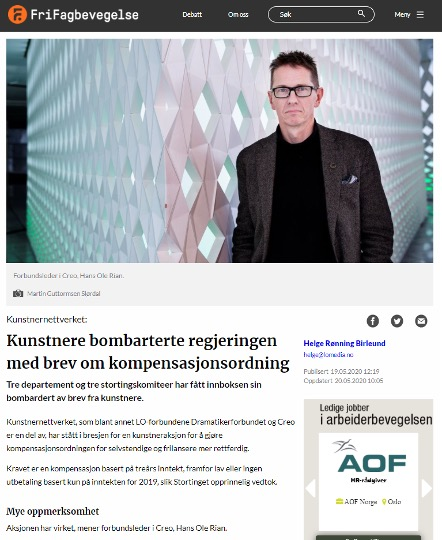 FriFagbevegelse
Debatt
Om oss
Søk
Meny
Forbundsleder i Creo, Hans Ole Rian.
Martin Guttormsen Slørdal
Kunstnernettverket:
Kunstnere bombarterte regjeringen
med brev om kompensasjonsordning
Tre departement og tre stortingskomiteer har fått innboksen sin
bombardert av brev fra kunstnere.
Kunstnernettverket, som blant annet LO-forbundene Dramatikerforbundet og Creo
er en del av, har stått i bresjen for en kunstneraksjon for å gjøre
kompensasjonsordningen for selvstendige og frilansere mer rettferdig.
Kravet er en kompensasjon basert på treårs inntekt, framfor lav eller ingen
utbetaling basert kun på inntekten for 2019, slik Stortinget opprinnelig vedtok.
Mye oppmerksomhet
Aksjonen har virket, mener forbundsleder i Creo, Hans Ole Rian.
Helge Rønning Birleund
helge@lomedia.no
Publisert 19.05.2020 12:19
Oppdatert 20.05.2020 10:05
Ledige jobber
i arbeiderbevegelsen
AOF
HR-rådgiver
AOF Norge
Oslo